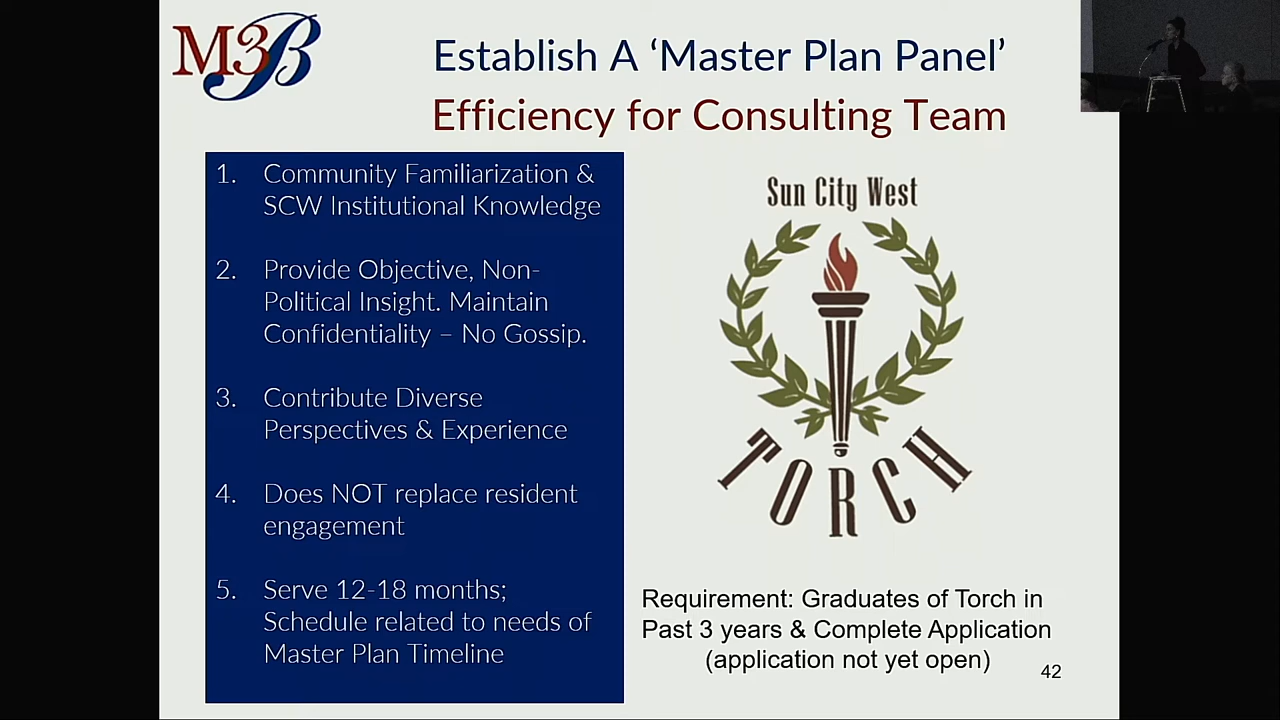 M3B
Establish A ‘Master Plan Panel’
Efficiency for Consulting Team
1. Community Familiarization &
SCW Institutional Knowledge
2. Provide Objective, Non-
Political Insight. Maintain
Confidentiality – No Gossip.
3. Contribute Diverse
Perspectives & Experience
4. Does NOT replace resident
engagement
5. Serve 12-18 months;
Schedule related to needs of
Master Plan Timeline
Sun City West
TORCH
Requirement: Graduates of Torch in
Past 3 years & Complete Application
(application not yet open)
42